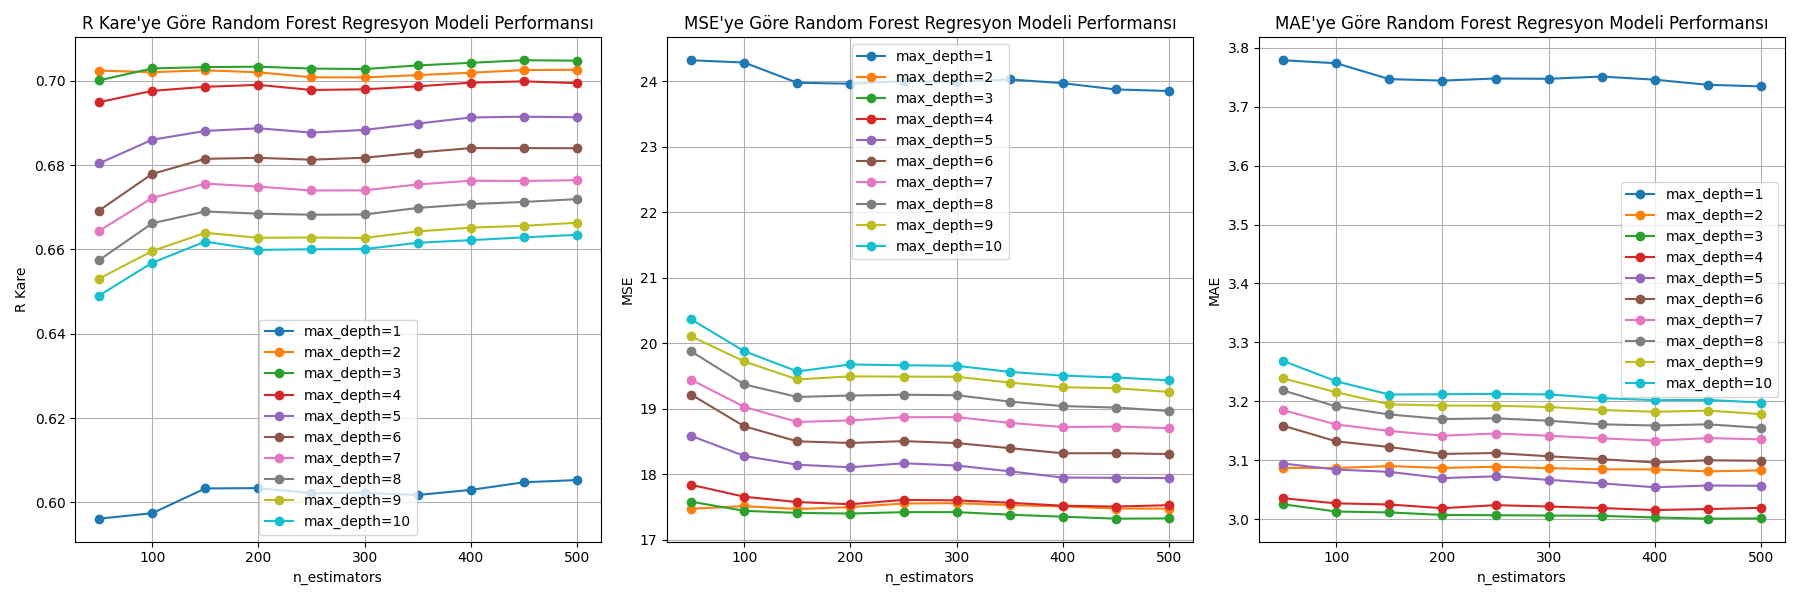 R Kare'ye Göre Random Forest Regresyon Modeli Performansı
0.70
0.68
0.66
0.64
0.62
0.60
R Kare
max_depth=1
max_depth=2
max_depth=3
max_depth=4
max_depth=5
max_depth=6
max_depth=7
max_depth=8
max_depth=9
max_depth=10
100 200 300 400 500
n_estimators
MSE'ye Göre Random Forest Regresyon Modeli Performansı
24
23
22
21
20
19
18
17
MSE
max_depth=1
max_depth=2
max_depth=3
max_depth=4
max_depth=5
max_depth=6
max_depth=7
max_depth=8
max_depth=9
max_depth=10
100 200 300 400 500
n_estimators
MAE'ye Göre Random Forest Regresyon Modeli Performansı
3.8
3.7
3.6
3.5
3.4
3.3
3.2
3.1
3.0
MAE
max_depth=1
max_depth=2
max_depth=3
max_depth=4
max_depth=5
max_depth=6
max_depth=7
max_depth=8
max_depth=9
max_depth=10
100 200 300 400 500
n_estimators